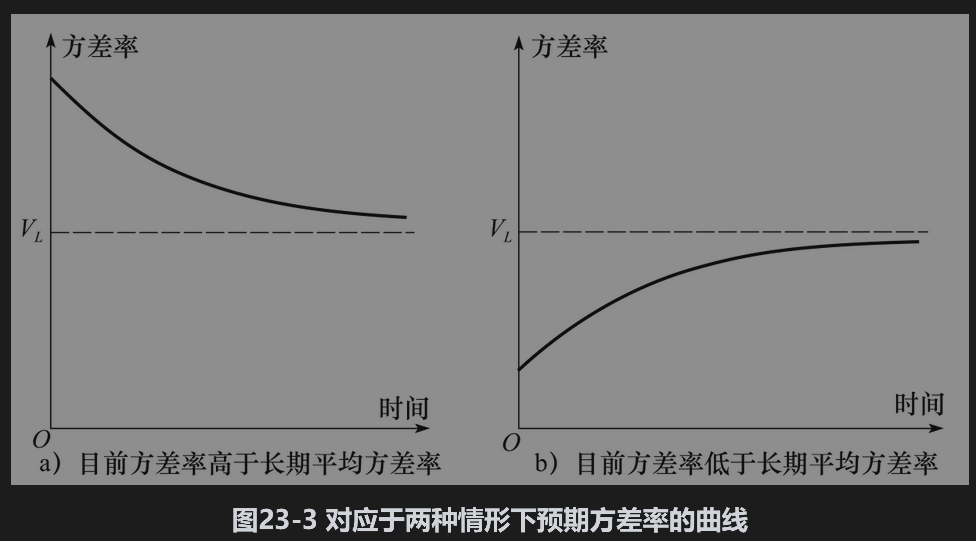 方差率
V_L
时间
O
a）目前方差率高于长期平均方差率
方差率
V_L
时间
O
b）目前方差率低于长期平均方差率
图23-3 对应于两种情形下预期方差率的曲线